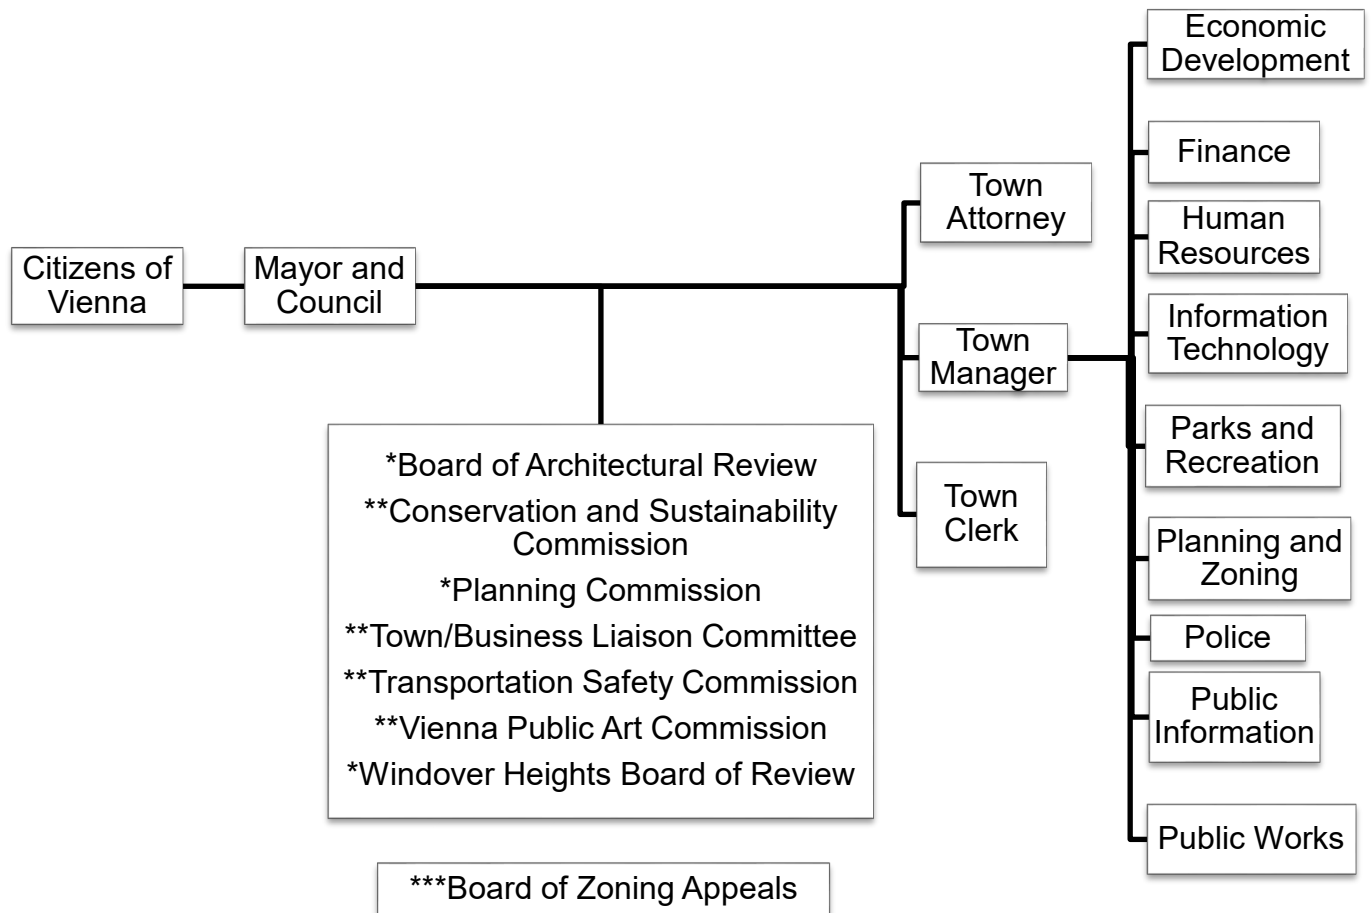 Citizens of
Vienna
Mayor and
Council
*Board of Architectural Review
**Conservation and Sustainability
Commission
*Planning Commission
**Town/Business Liaison Committee
**Transportation Safety Commission
**Vienna Public Art Commission
*Windover Heights Board of Review
***Board of Zoning Appeals
Town
Attorney
Town
Manager
Town
Clerk
Economic
Development
Finance
Human
Resources
Information
Technology
Parks and
Recreation
Planning and
Zoning
Police
Public
Information
Public Works